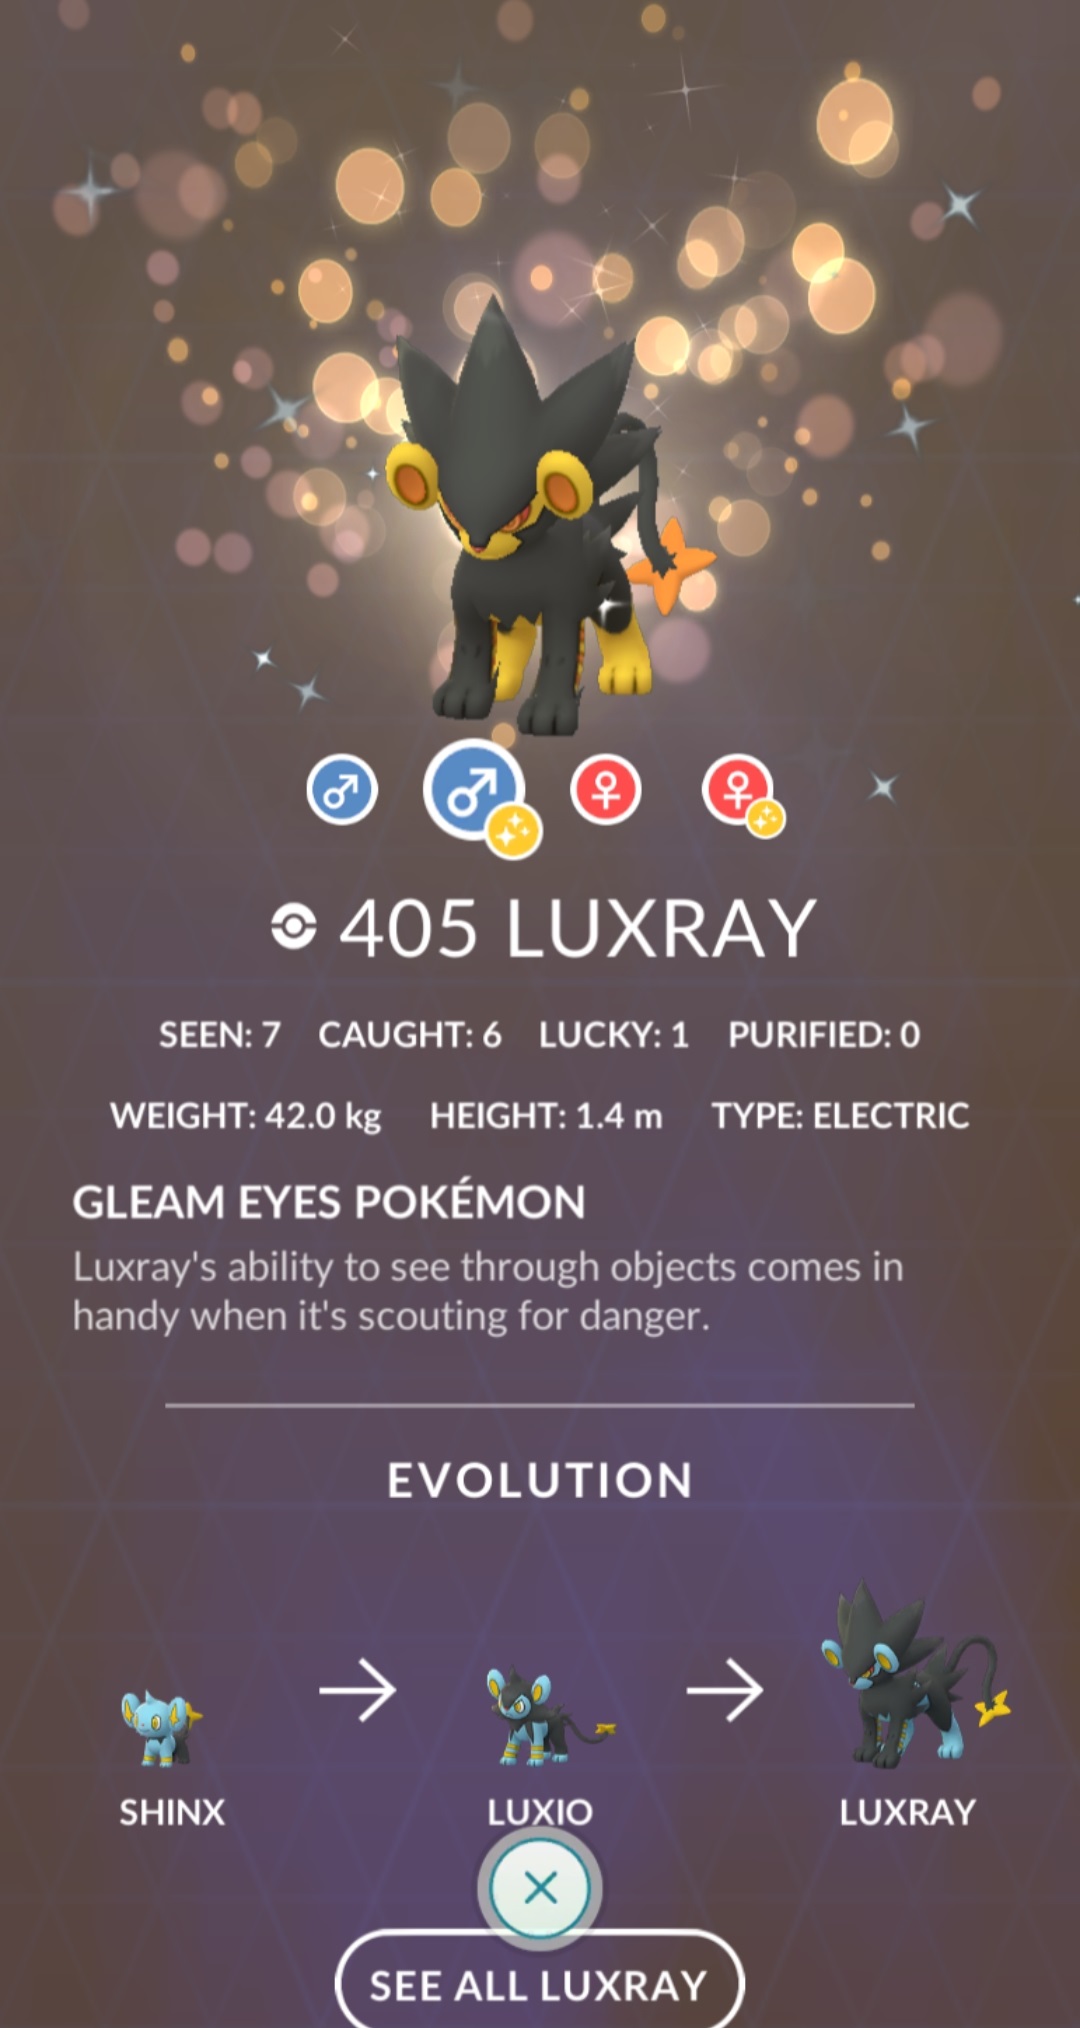 405 LUXRAY
SEEN: 7 CAUGHT: 6 LUCKY: 1 PURIFIED: 0
WEIGHT: 42.0 kg HEIGHT: 1.4 m TYPE: ELECTRIC
GLEAM EYES POKÉMON
Luxray's ability to see through objects comes in
handy when it's scouting for danger.
EVOLUTION
SHINX LUXIO LUXRAY
SEE ALL LUXRAY